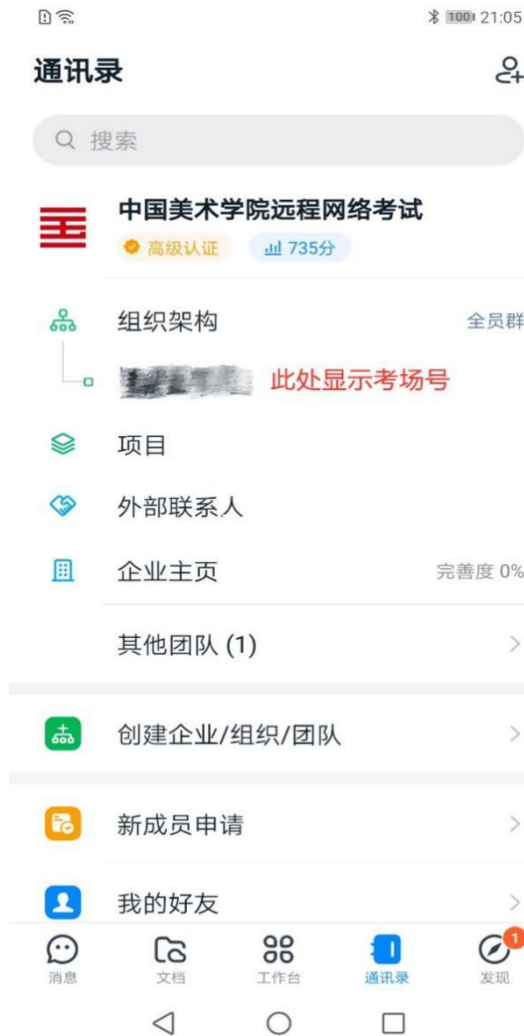 100 21:05
通讯录
搜索
中国美术学院远程网络考试
高级认证 735分
组织架构 全员群
此处显示考场号
项目
外部联系人
企业主页 完善度 0%
其他团队 (1)
创建企业/组织/团队
新成员申请
我的好友
1
消息 文档 工作台 通讯录 发现